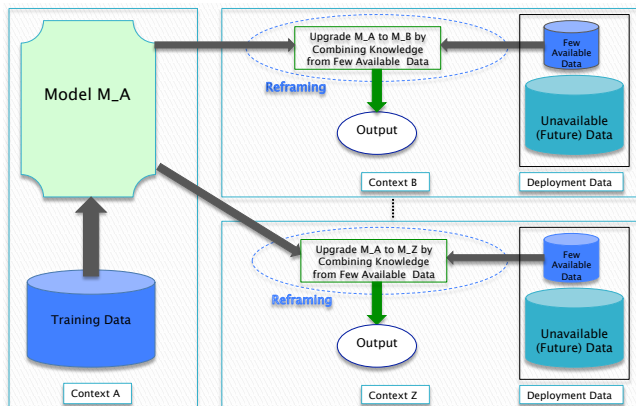 Model M_A
Training Data
Context A
Upgrade M_A to M_B by
Combining Knowledge
from Few Available Data
Reframing
Output
Context B
Few
Available
Data
Unavailable
(Future) Data
Deployment Data
Upgrade M_A to M_Z by
Combining Knowledge
from Few Available Data
Reframing
Output
Context Z
Few
Available
Data
Unavailable
(Future) Data
Deployment Data